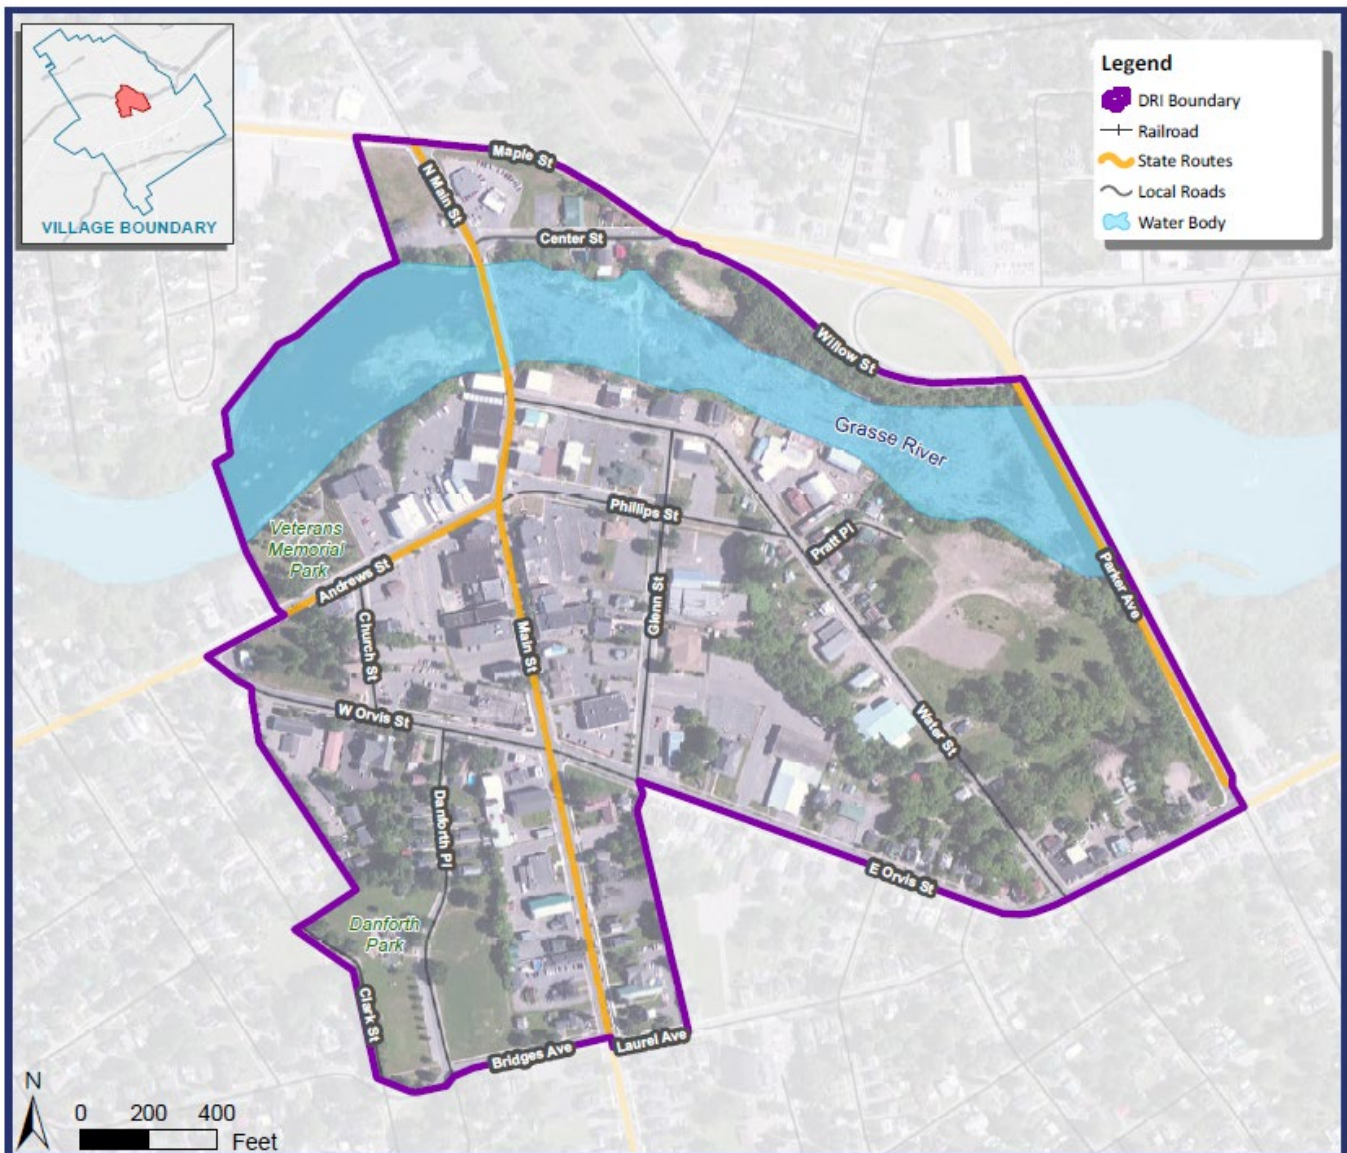 VILLAGE BOUNDARY
Legend
DRI Boundary
Railroad
State Routes
Local Roads
Water Body
Maple St
N Main St
Center St
Willow St
Grasse River
Phillips St
Pratt Pl
Veterans
Memorial
Park
Andrews St
Parker Ave
Glenn St
Church St
Main St
W Orvis St
Water St
Danforth Pl
E Orvis St
Danforth
Park
Clark St
Bridges Ave
Laurel Ave
N
0 200 400
Feet